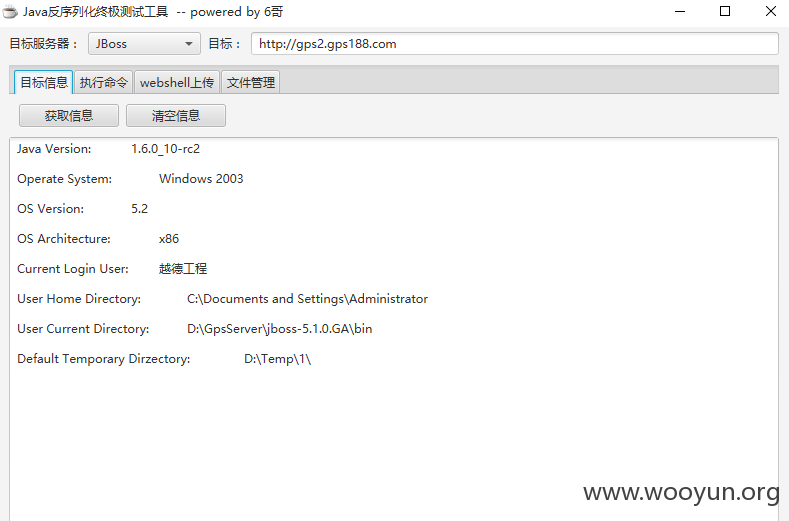 Java反序列化终极测试工具 -- powered by 6哥
目标服务器： JBoss 目标： http://gps2.gps188.com
目标信息 执行命令 webshell上传 文件管理
获取信息 清空信息
Java Version: 1.6.0_10-rc2
Operate System: Windows 2003
OS Version: 5.2
OS Architecture: x86
Current Login User: 越德工程
User Home Directory: C:\Documents and Settings\Administrator
User Current Directory: D:\GpsServer\jboss-5.1.0.GA\bin
Default Temporary Dirzectory: D:\Temp\1\
www.wooyun.org